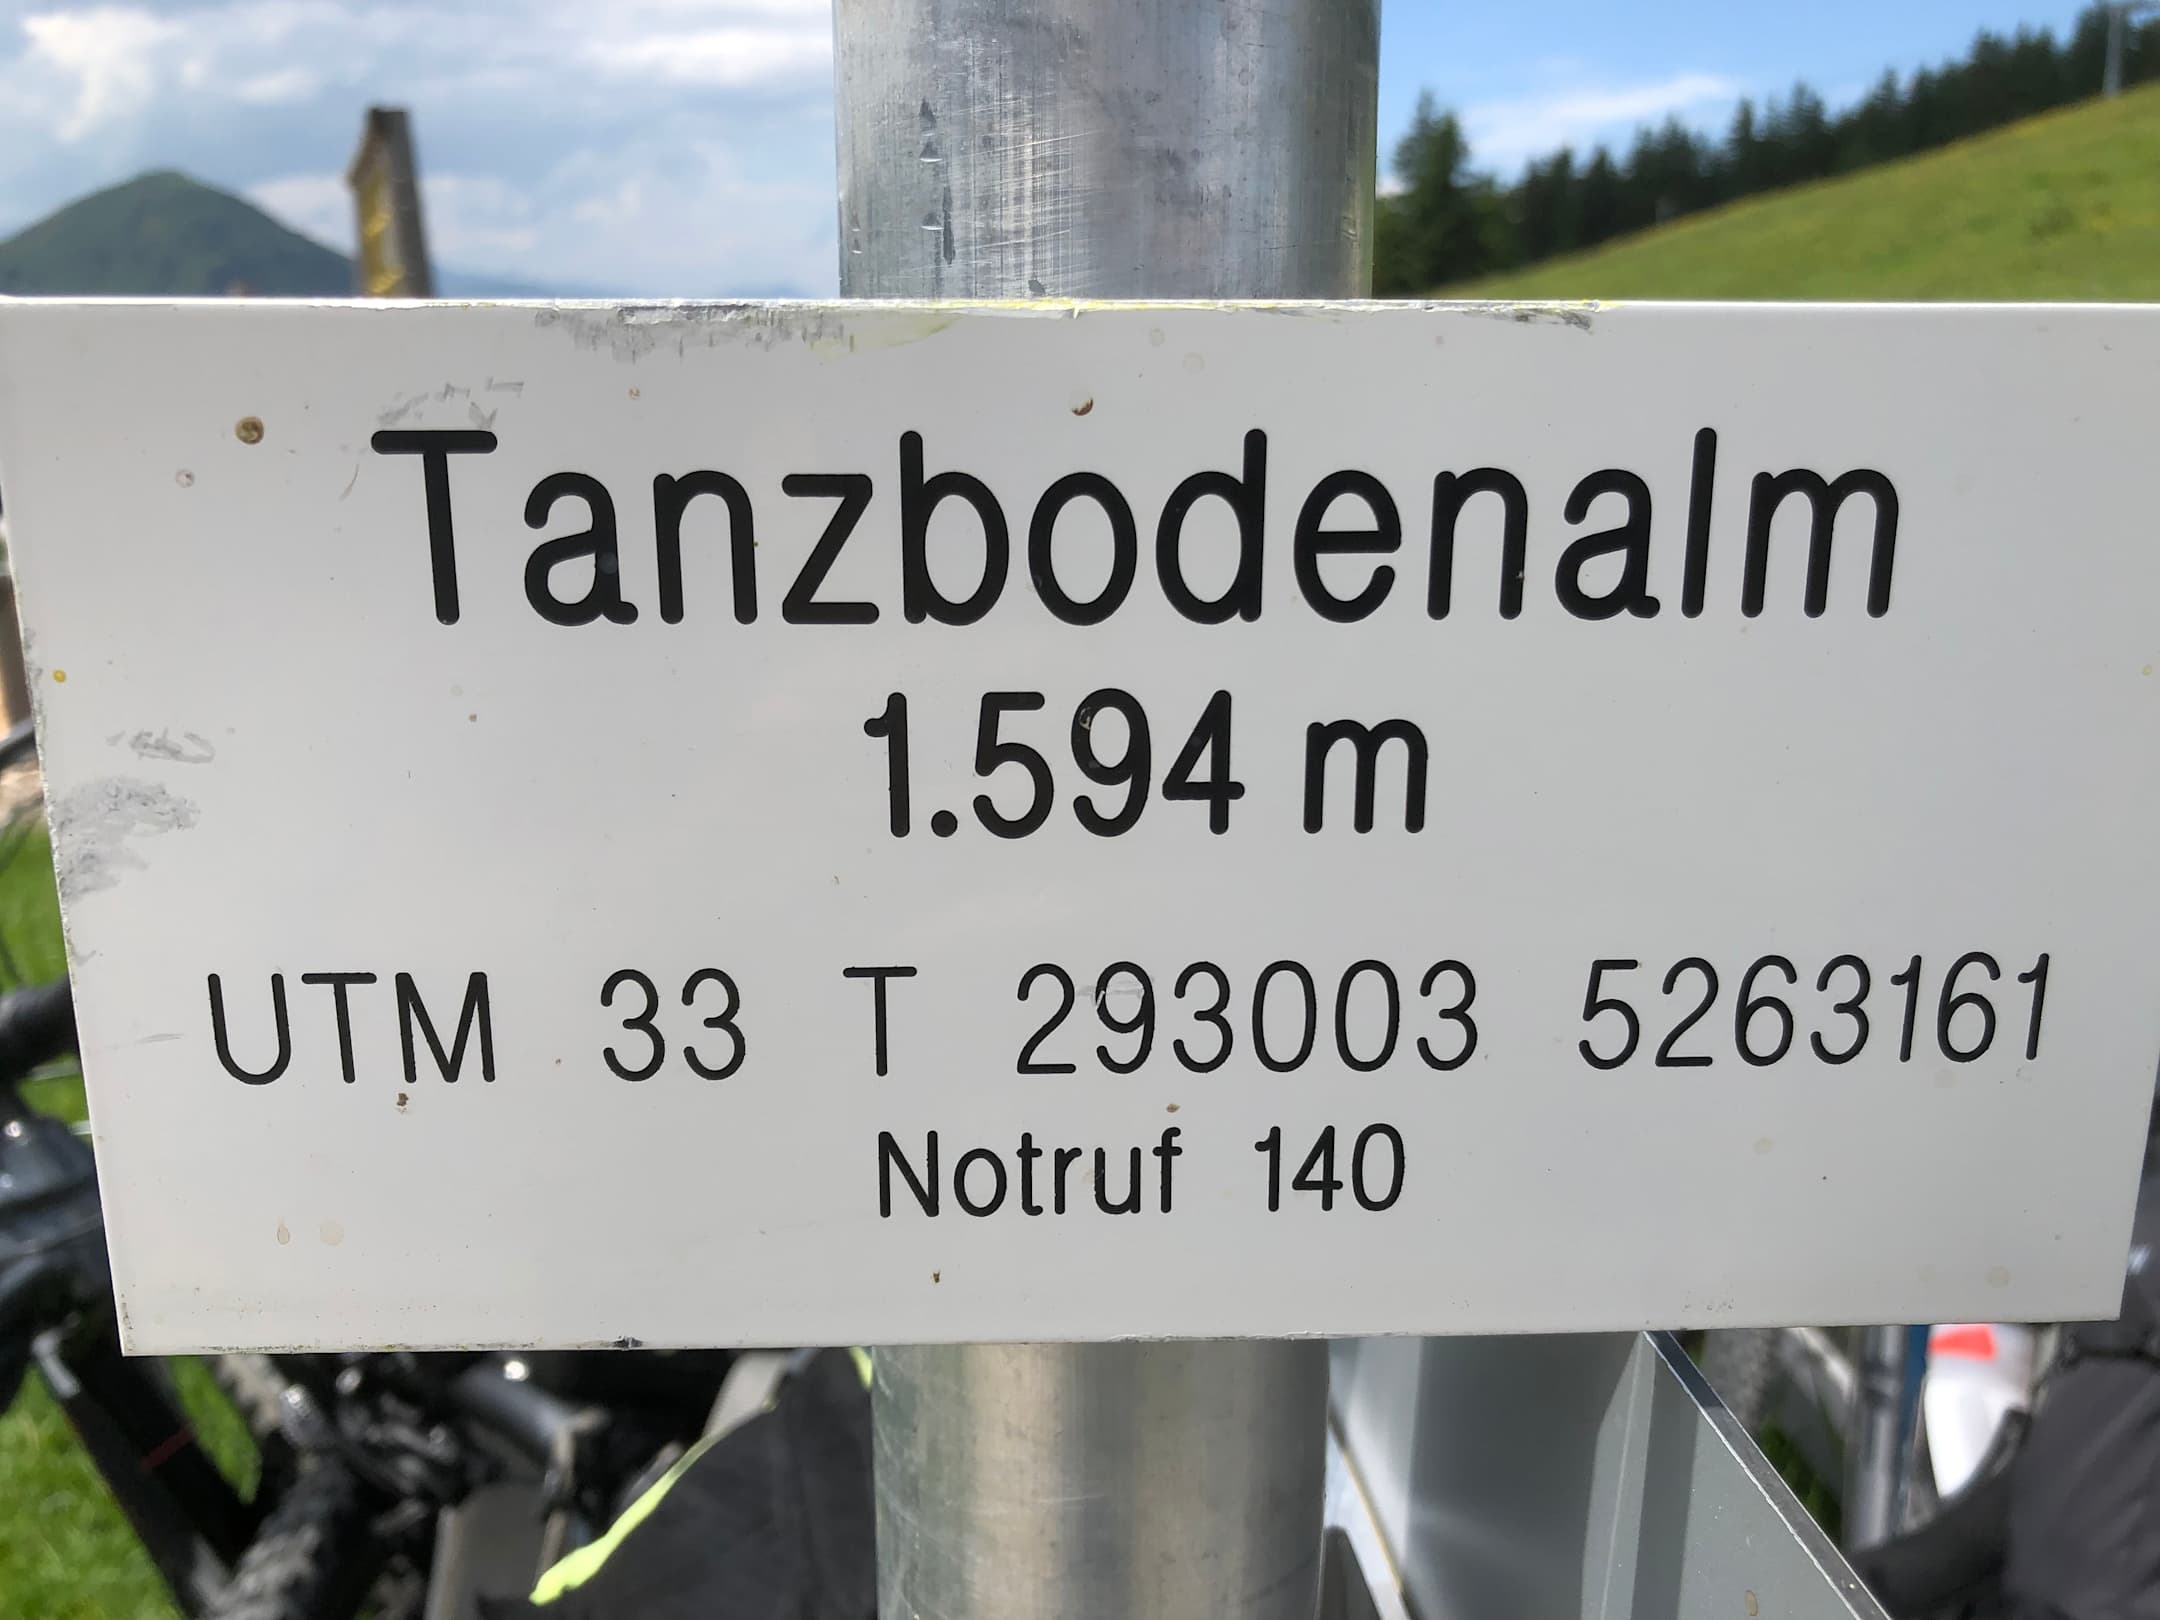 Tanzbodenalm
1.594 m
UTM 33 T 293003 5263161
Notruf 140